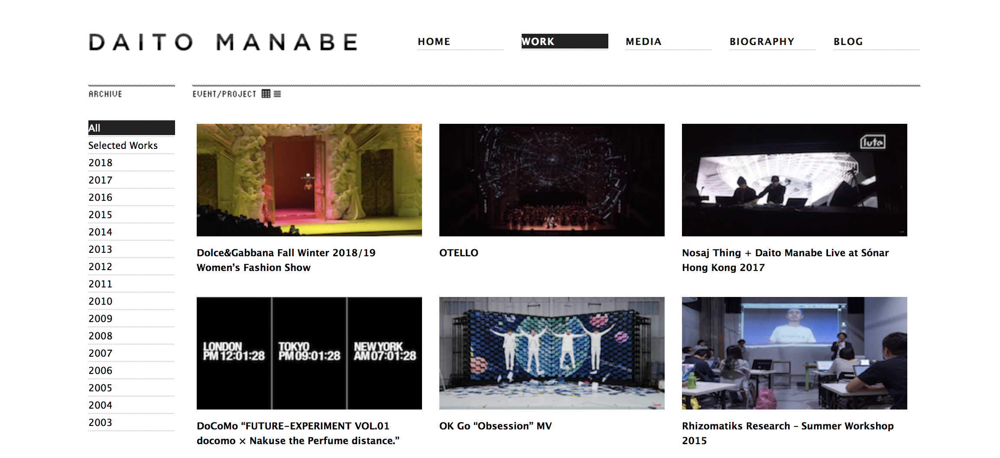 DAITO MANABE
HOME
WORK
MEDIA
BIOGRAPHY
BLOG
ARCHIVE
EVENT/PROJECT
All
Selected Works
2018
2017
2016
2015
2014
2013
2012
2011
2010
2009
2008
2007
2006
2005
2004
2003
lute
Dolce&Gabbana Fall Winter 2018/19
Women’s Fashion Show
OTELLO
Nosaj Thing + Daito Manabe Live at Sónar
Hong Kong 2017
LONDON
PM 12:01:28
TOKYO
PM 09:01:28
NEW YORK
AM 07:01:28
DoCoMo “FUTURE-EXPERIMENT VOL.01
docomo × Nakuse the Perfume distance.”
OK Go “Obsession” MV
Rhizomatiks Research – Summer Workshop
2015